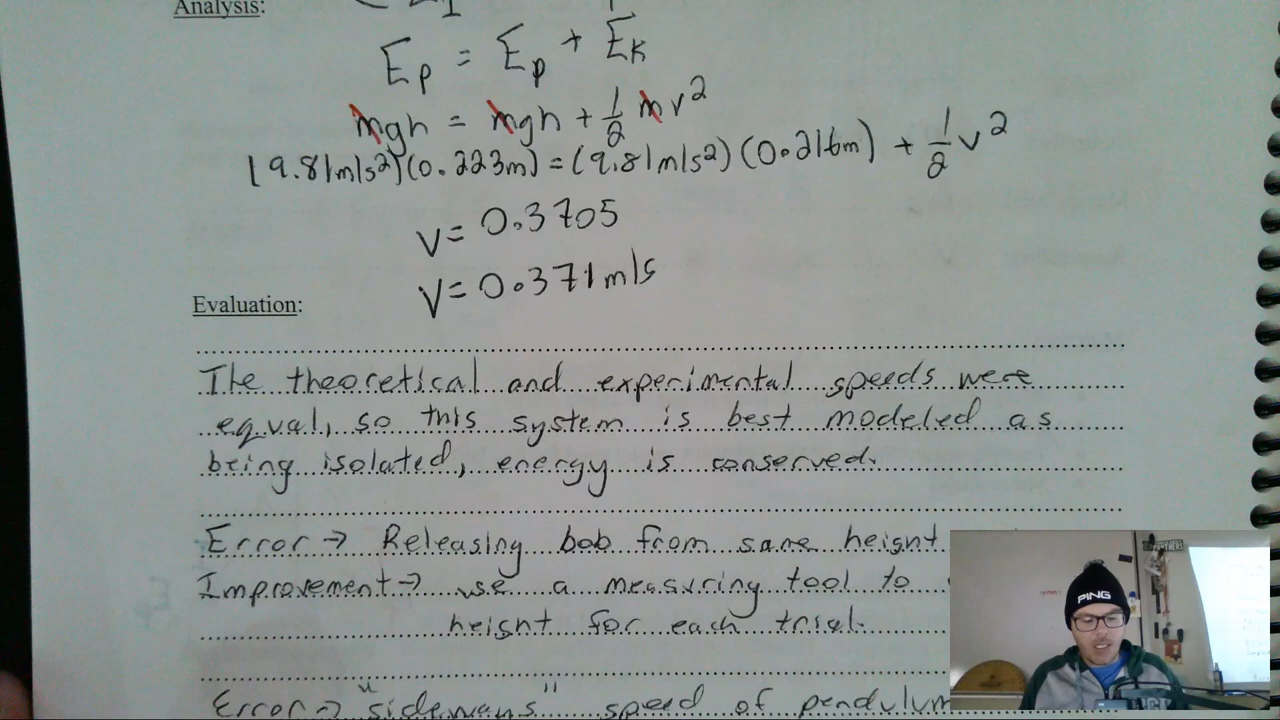 Analysis:
Ep = Ep + Ek
mgh = mgh + 1/2 mv²
(9.81m/s²)(0.223m) = (9.81m/s²)(0.216m) + 1/2 v²
v= 0.3705
v= 0.371m/s
Evaluation:
The theoretical and experimental speeds were
equal, so this system is best modeled as
being isolated, energy is conserved.
Error → Releasing bob from same height.
Improvement → use a measuring tool to
height for each trial.
Error → "sideways" speed of pendulum
PING